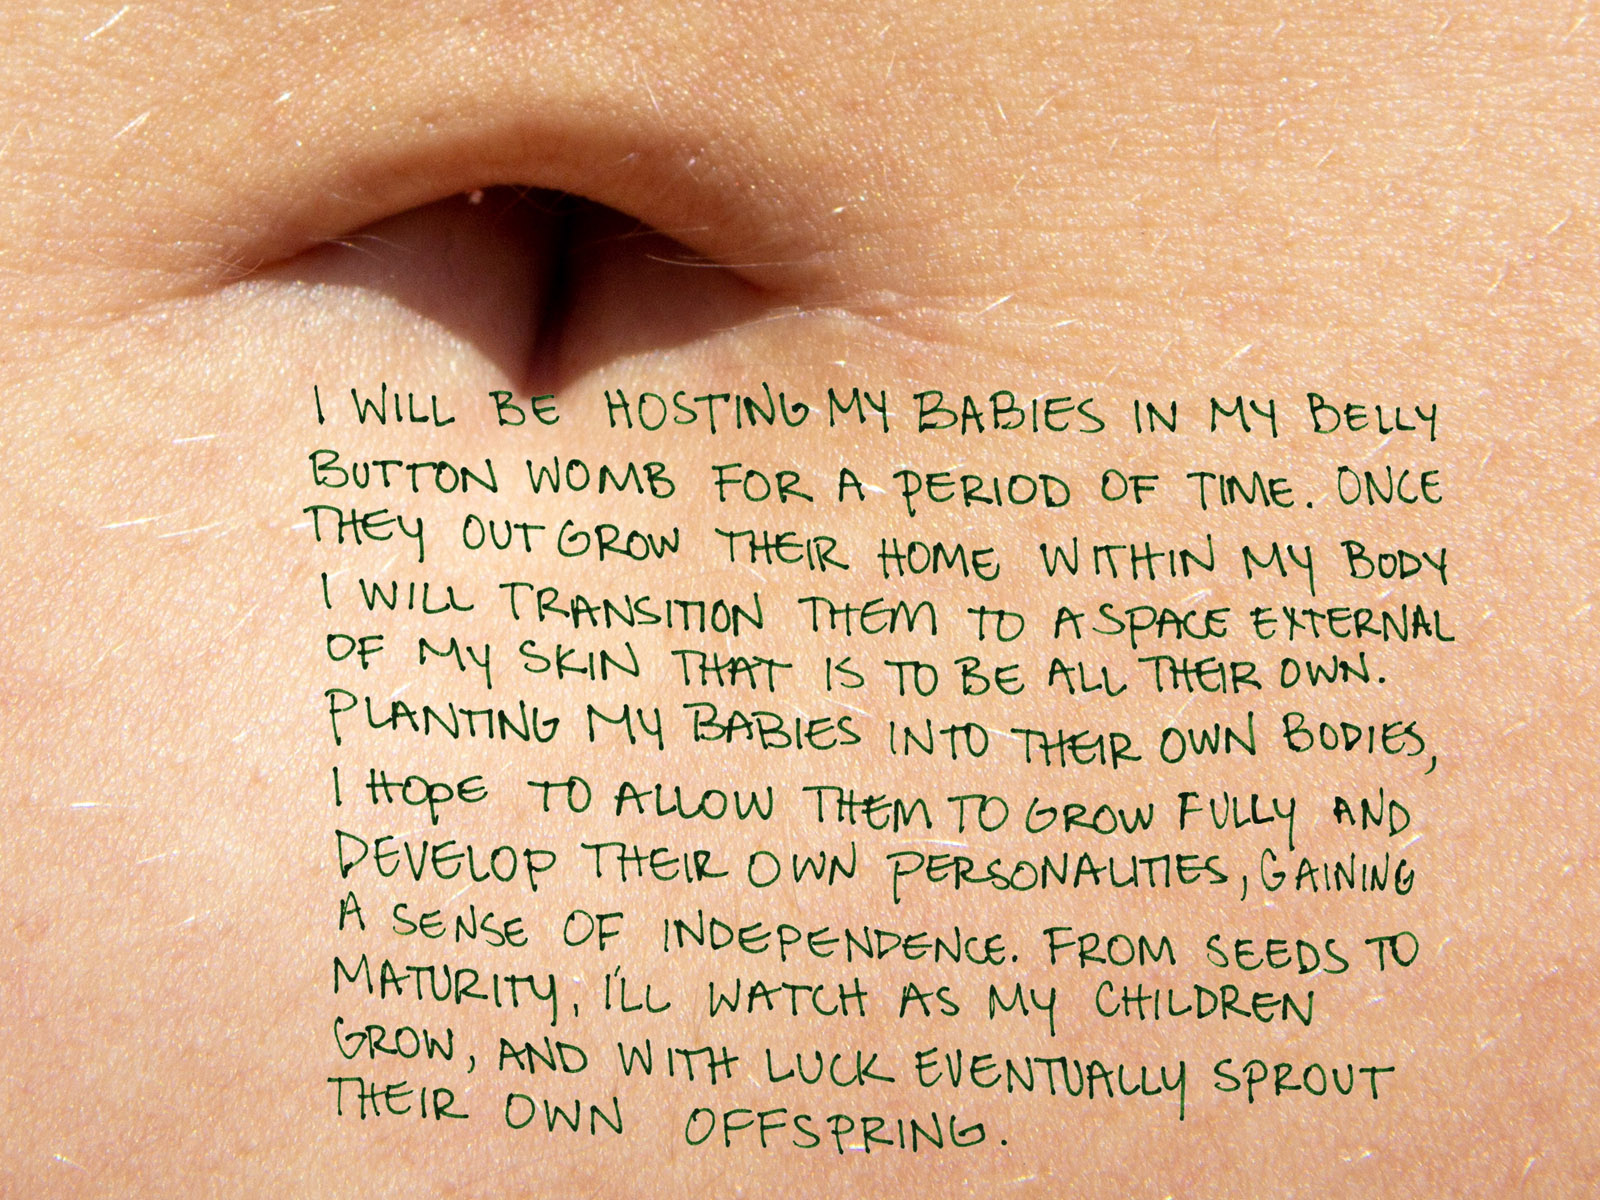 I WILL BE HOSTING MY BABIES IN MY BELLY
BUTTON WOMB FOR A PERIOD OF TIME. ONCE
THEY OUTGROW THEIR HOME WITHIN MY BODY
I WILL TRANSITION THEM TO A SPACE EXTERNAL
OF MY SKIN THAT IS TO BE ALL THEIR OWN.
PLANTING MY BABIES INTO THEIR OWN BODIES,
I HOPE TO ALLOW THEM TO GROW FULLY AND
DEVELOP THEIR OWN PERSONALITIES, GAINING
A SENSE OF INDEPENDENCE. FROM SEEDS TO
MATURITY, I'LL WATCH AS MY CHILDREN
GROW, AND WITH LUCK EVENTUALLY SPROUT
THEIR OWN OFFSPRING.